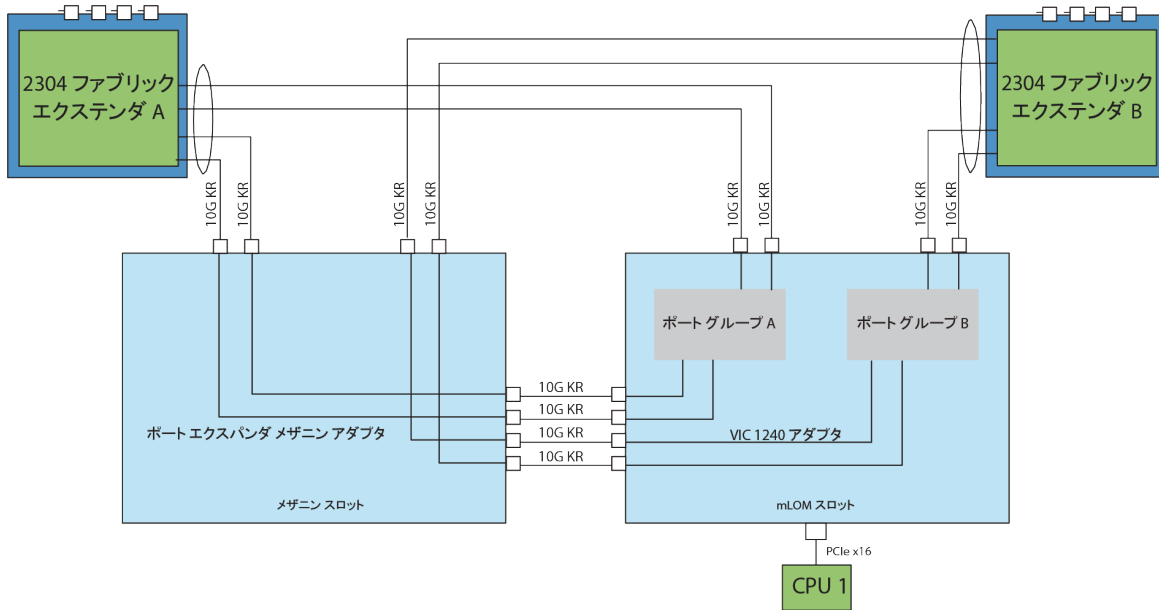 2304 ファブリック
エクステンダ A
2304 ファブリック
エクステンダ B
10G KR
10G KR
10G KR
10G KR
10G KR
10G KR
10G KR
10G KR
ポート グループ A
ポート グループ B
10G KR
10G KR
10G KR
10G KR
ポート エクスパンダ メザニン アダプタ
VIC 1240 アダプタ
メザニン スロット
mLOM スロット
PCIe x16
CPU 1